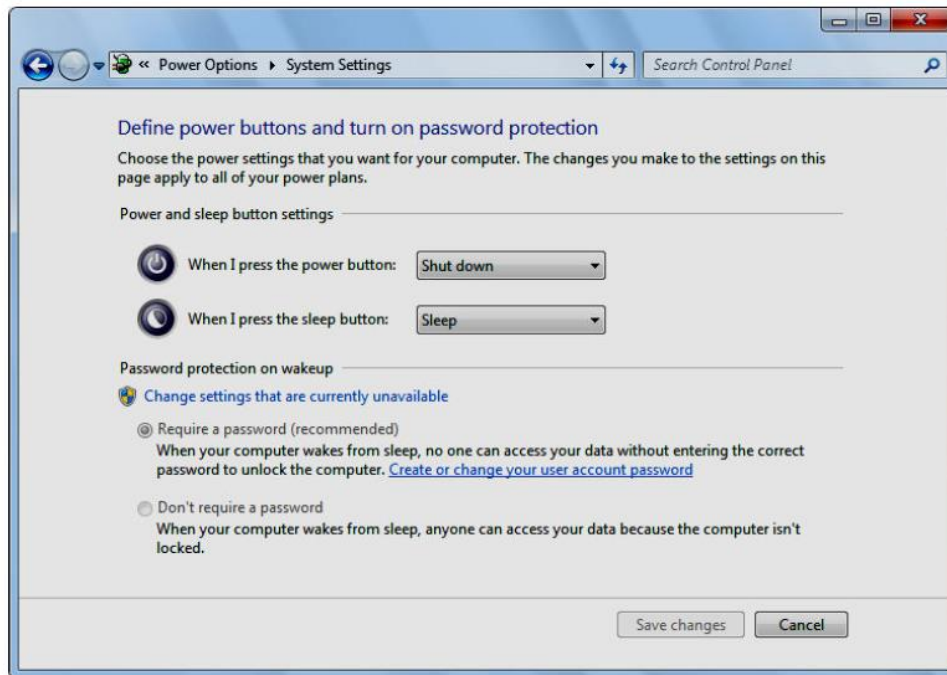 « Power Options ▸ System Settings
Search Control Panel
Define power buttons and turn on password protection
Choose the power settings that you want for your computer. The changes you make to the settings on this
page apply to all of your power plans.
Power and sleep button settings
When I press the power button: Shut down
When I press the sleep button: Sleep
Password protection on wakeup
Change settings that are currently unavailable
Require a password (recommended)
When your computer wakes from sleep, no one can access your data without entering the correct
password to unlock the computer. Create or change your user account password
Don't require a password
When your computer wakes from sleep, anyone can access your data because the computer isn't
locked.
Save changes Cancel